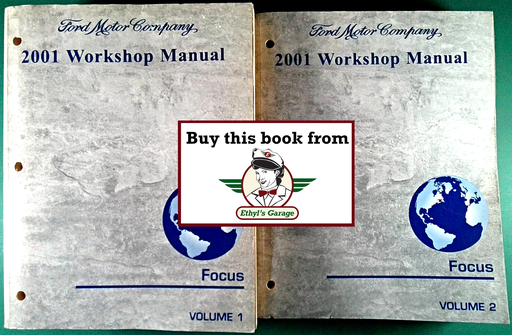 Ford Motor Company
2001 Workshop Manual
Focus
VOLUME 1
Ford Motor Company
2001 Workshop Manual
Focus
VOLUME 2
Buy this book from
Ethyl's Garage